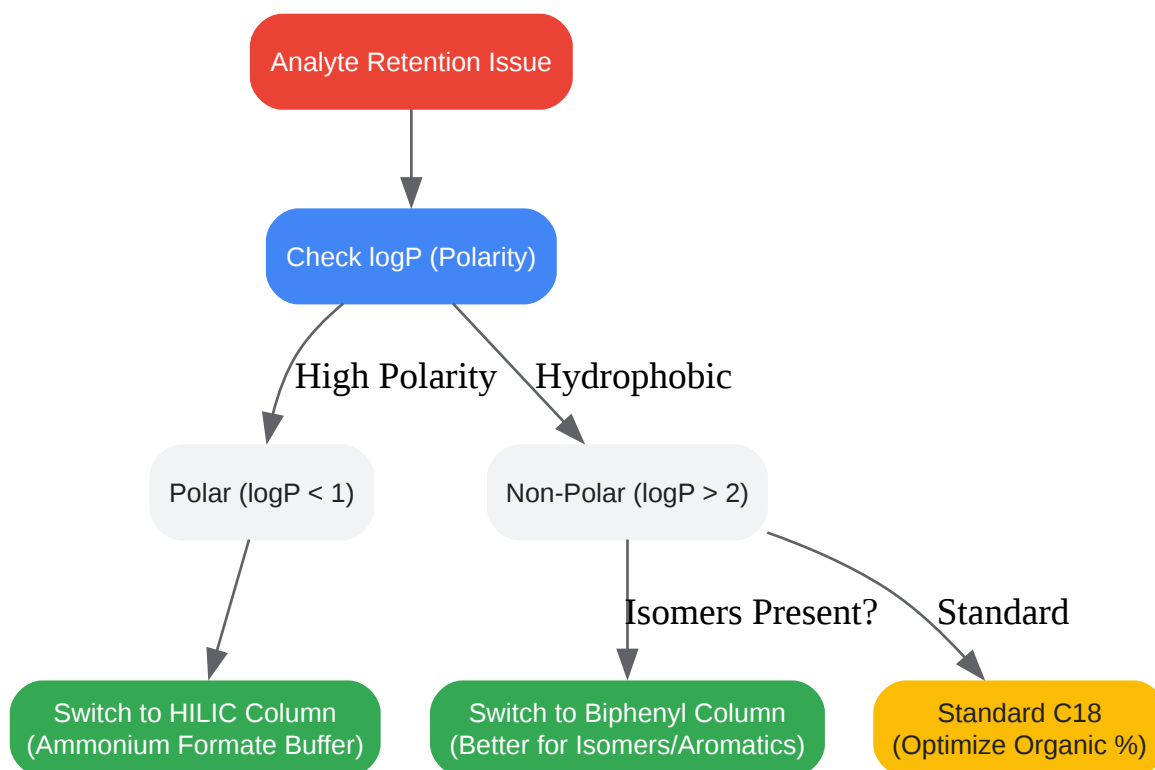 Analyte Retention Issue
Check logP (Polarity)
High Polarity
Hydrophobic
Polar (logP < 1)
Non-Polar (logP > 2)
Isomers Present?
Standard
Switch to HILIC Column
(Ammonium Formate Buffer)
Switch to Biphenyl Column
(Better for Isomers/Aromatics)
Standard C18
(Optimize Organic %)